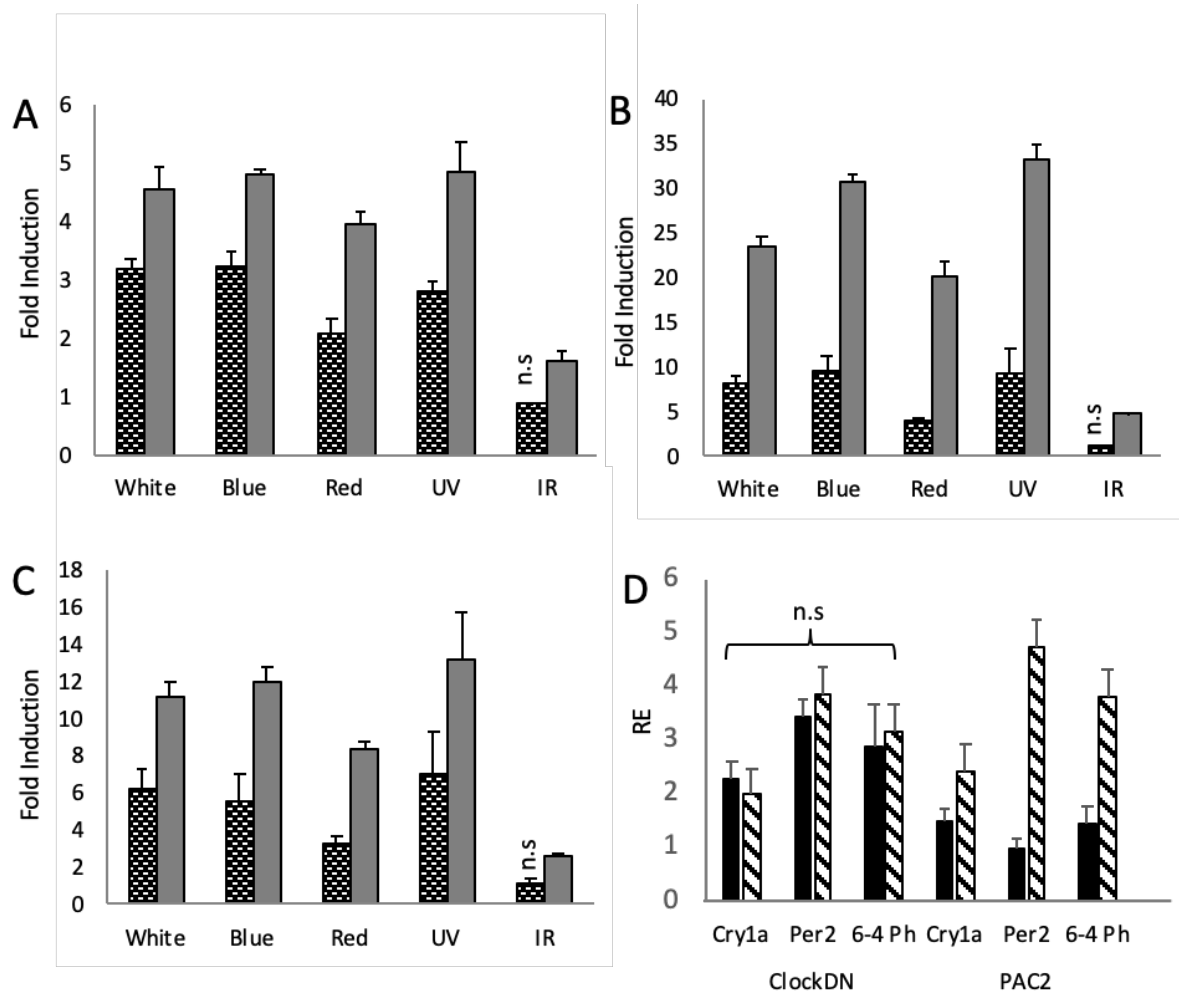 A
Fold Induction
6
5
4
3
2
1
0
n.s
White Blue Red UV IR
B
Fold Induction
40
35
30
25
20
15
10
5
0
n.s
White Blue Red UV IR
C
Fold Induction
18
16
14
12
10
8
6
4
2
0
n.s
White Blue Red UV IR
D
RE
6
5
4
3
2
1
0
n.s
Cry1a Per2 6-4 Ph Cry1a Per2 6-4 Ph
ClockDN PAC2